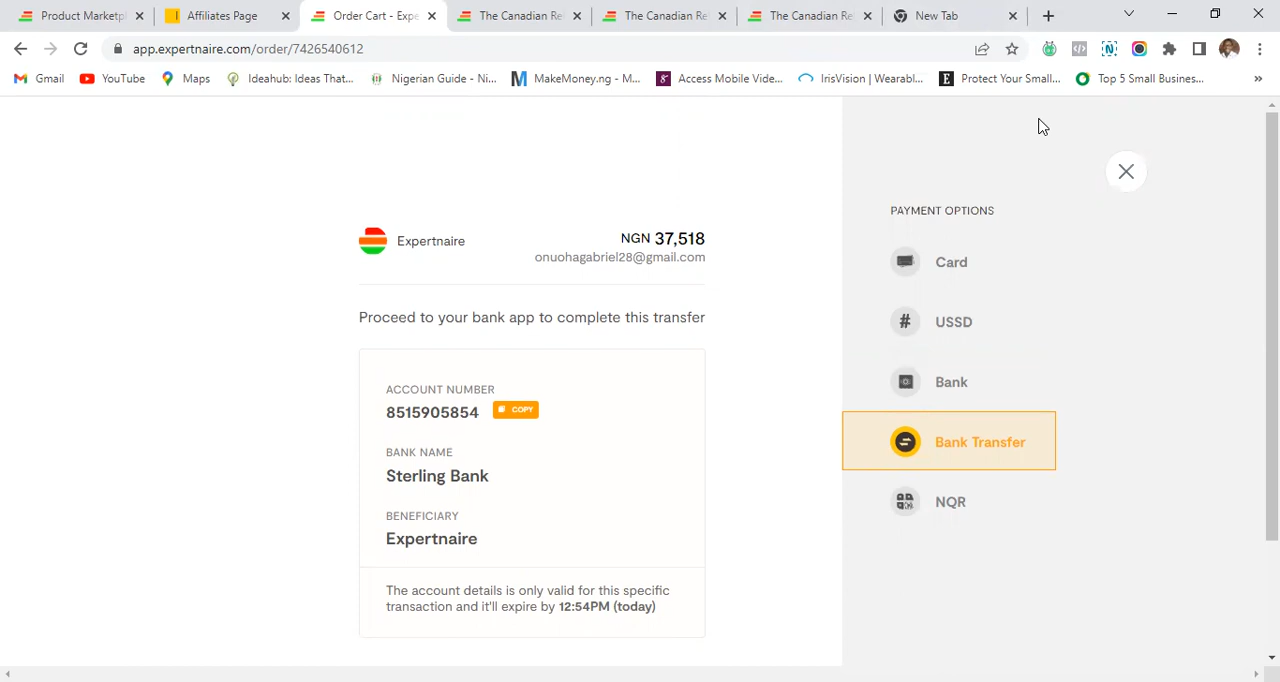 Product Marketpl
Affiliates Page
Order Cart - Expe
The Canadian Re
The Canadian Re
The Canadian Re
New Tab
app.expertnaire.com/order/7426540612
Gmail
YouTube
Maps
Ideahub: Ideas That...
Nigerian Guide - Ni...
MakeMoney.ng - M...
Access Mobile Vide...
IrisVision | Wearabl...
Protect Your Small...
Top 5 Small Busines...
»
Expertnaire
NGN 37,518
onuohagabriel28@gmail.com
Proceed to your bank app to complete this transfer
ACCOUNT NUMBER
8515905854 COPY
BANK NAME
Sterling Bank
BENEFICIARY
Expertnaire
The account details is only valid for this specific
transaction and it'll expire by 12:54PM (today)
PAYMENT OPTIONS
Card
# USSD
Bank
Bank Transfer
NQR